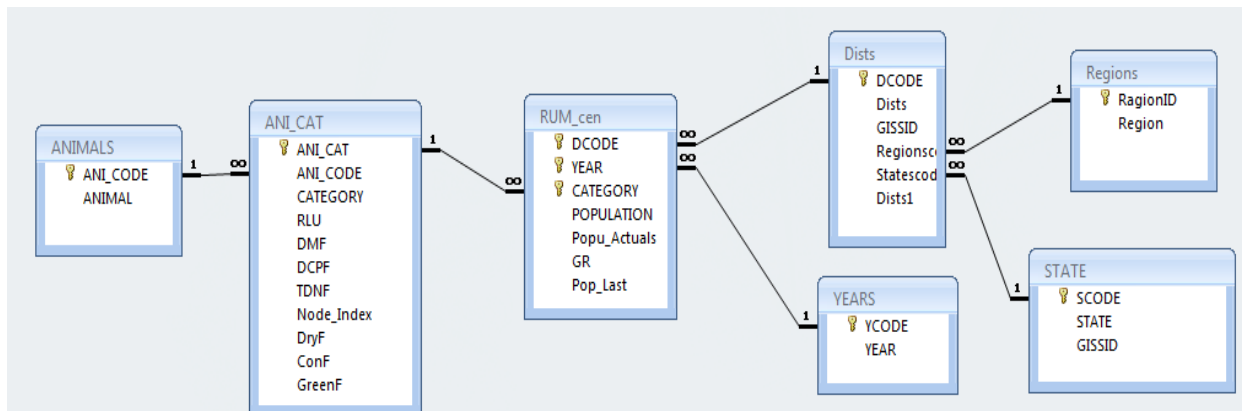 ANIMALS
ANI_CODE
ANIMAL
1
∞
ANI_CAT
ANI_CAT
ANI_CODE
CATEGORY
RLU
DMF
DCPF
TDNF
Node_Index
DryF
ConF
GreenF
1
∞
RUM_cen
DCODE
YEAR
CATEGORY
POPULATION
Popu_Actuals
GR
Pop_Last
∞
∞
1
Dists
DCODE
Dists
GISSID
Regionsco
Statescod
Dists1
∞
∞
1
Regions
RagionID
Region
1
YEARS
YCODE
YEAR
1
STATE
SCODE
STATE
GISSID